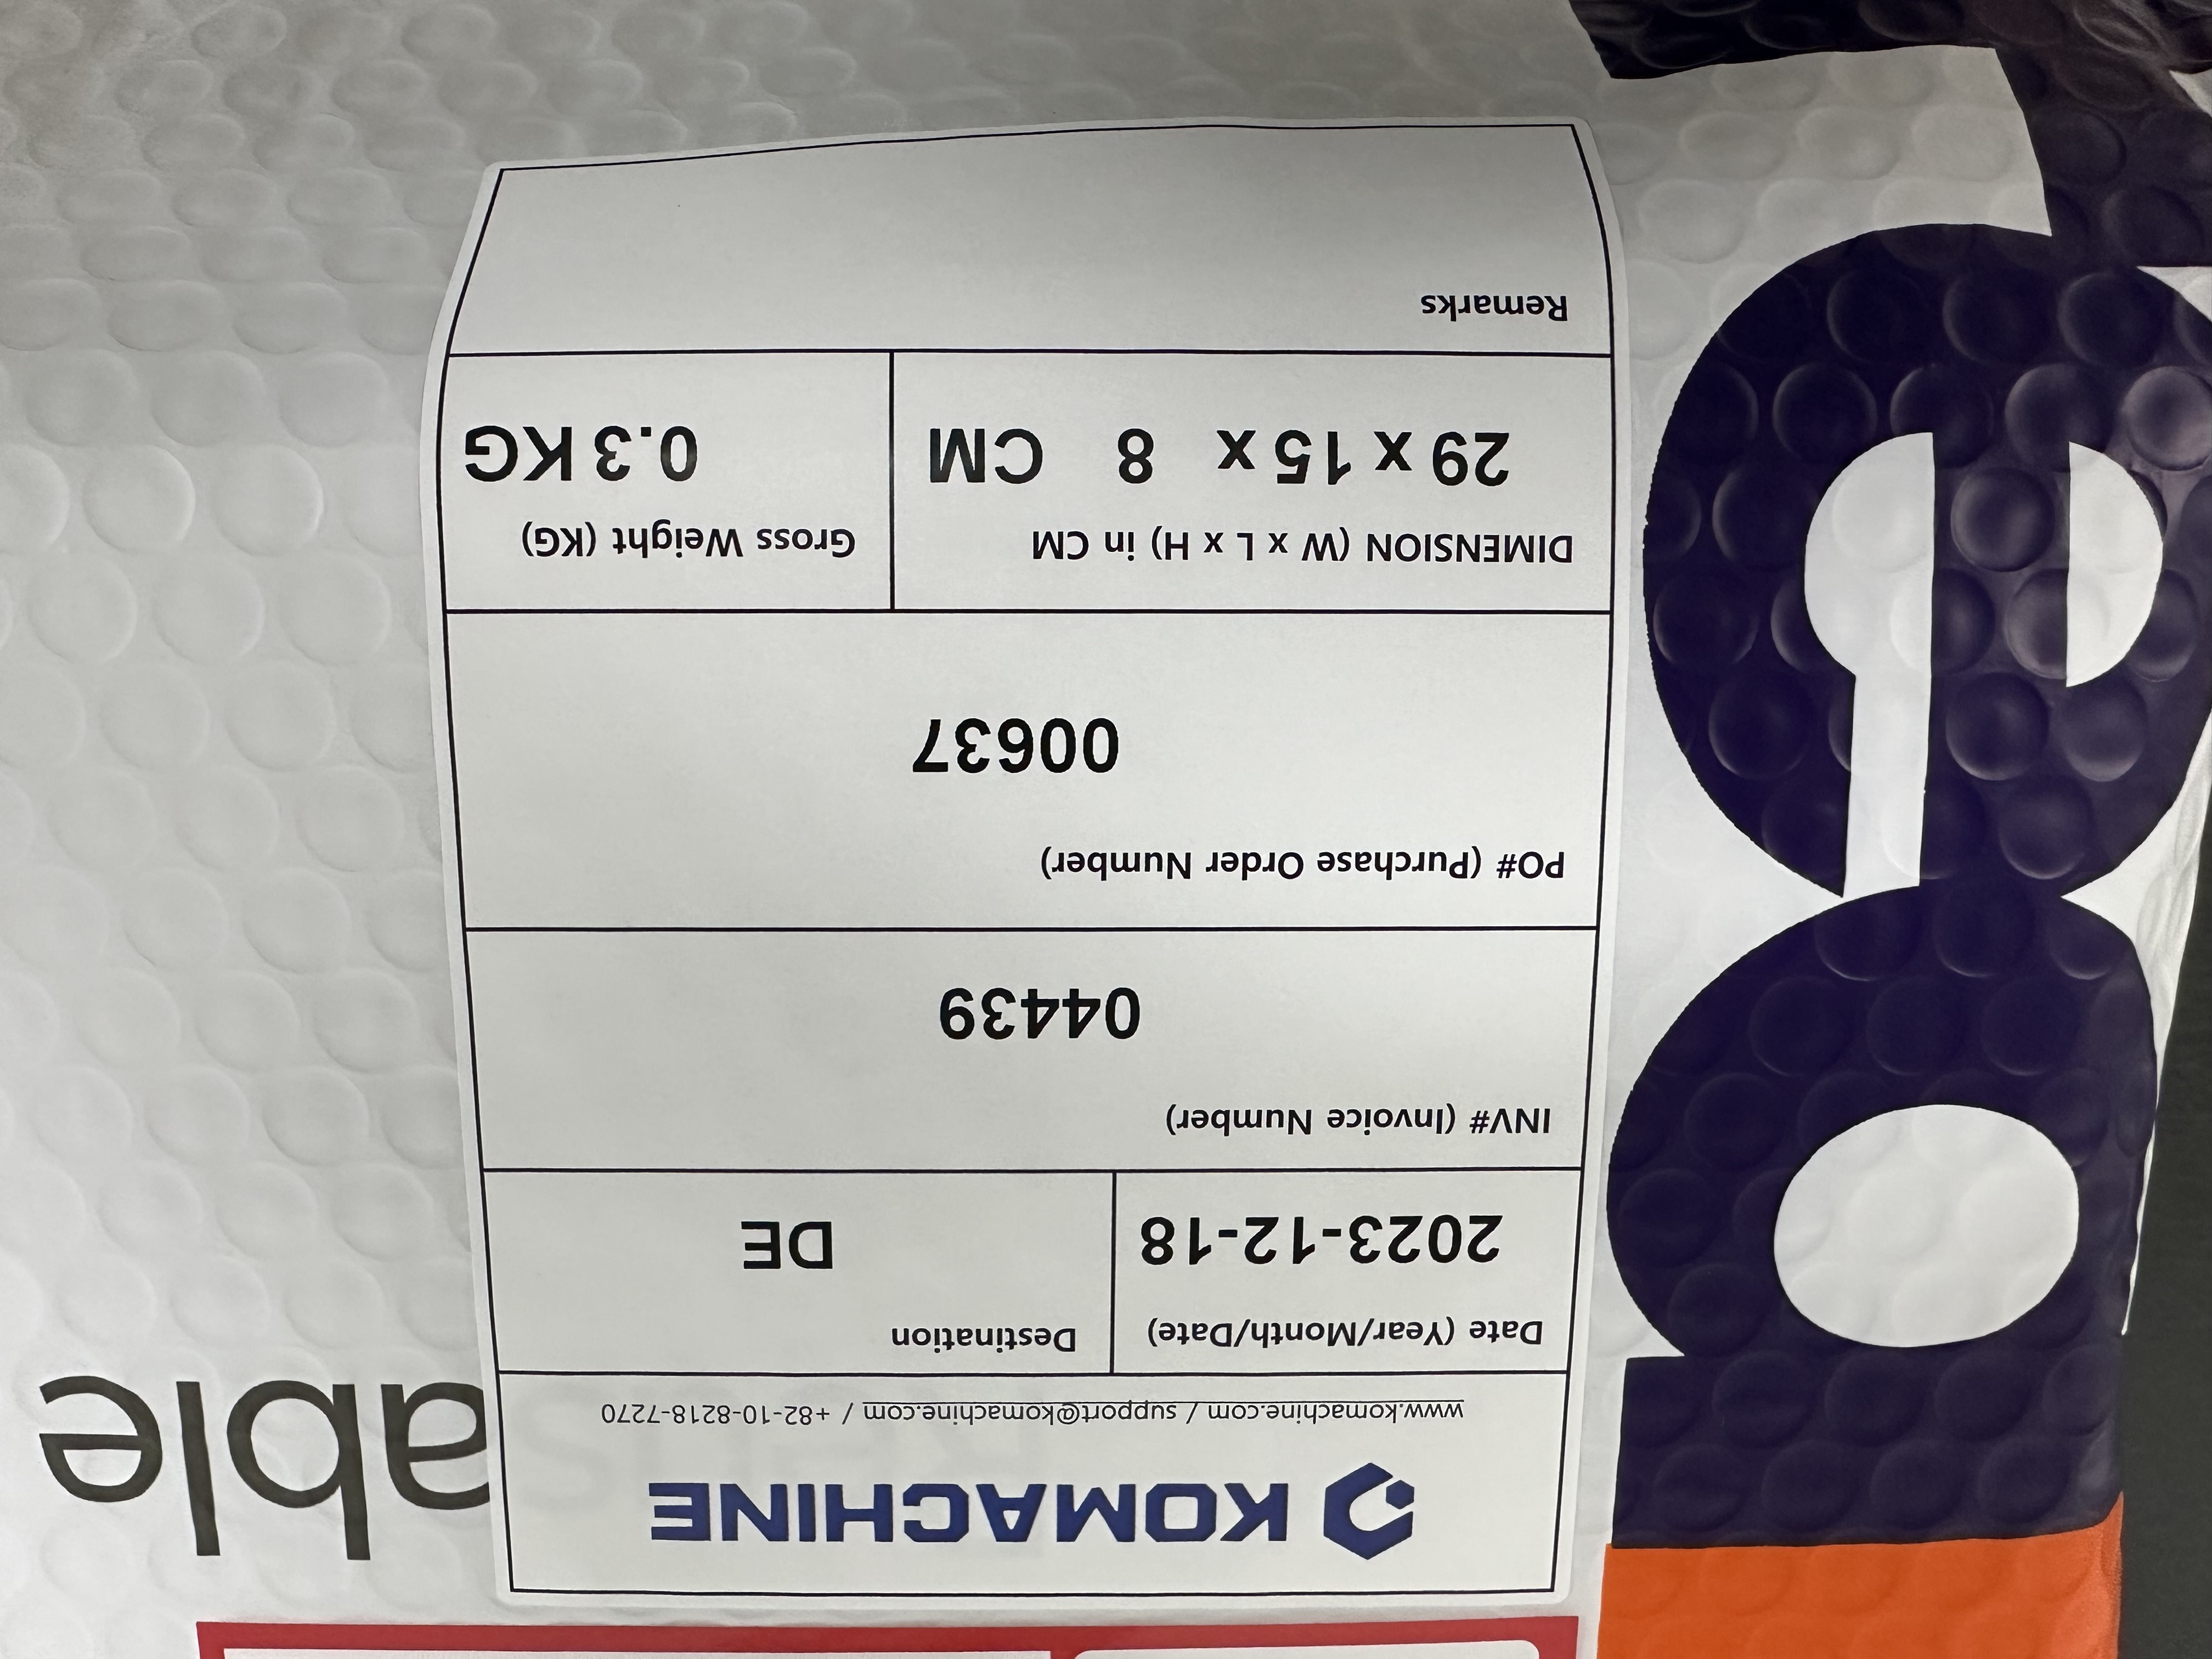 KOMACHINE
www.komachine.com / support@komachine.com / +82-10-8218-7270
Date (Year/Month/Date)
2023-12-18
Destination
DE
INV# (Invoice Number)
04439
PO# (Purchase Order Number)
00637
DIMENSION (W x L x H) in CM
29 x 15 x 8 CM
Gross Weight (KG)
0.3 KG
Remarks
able